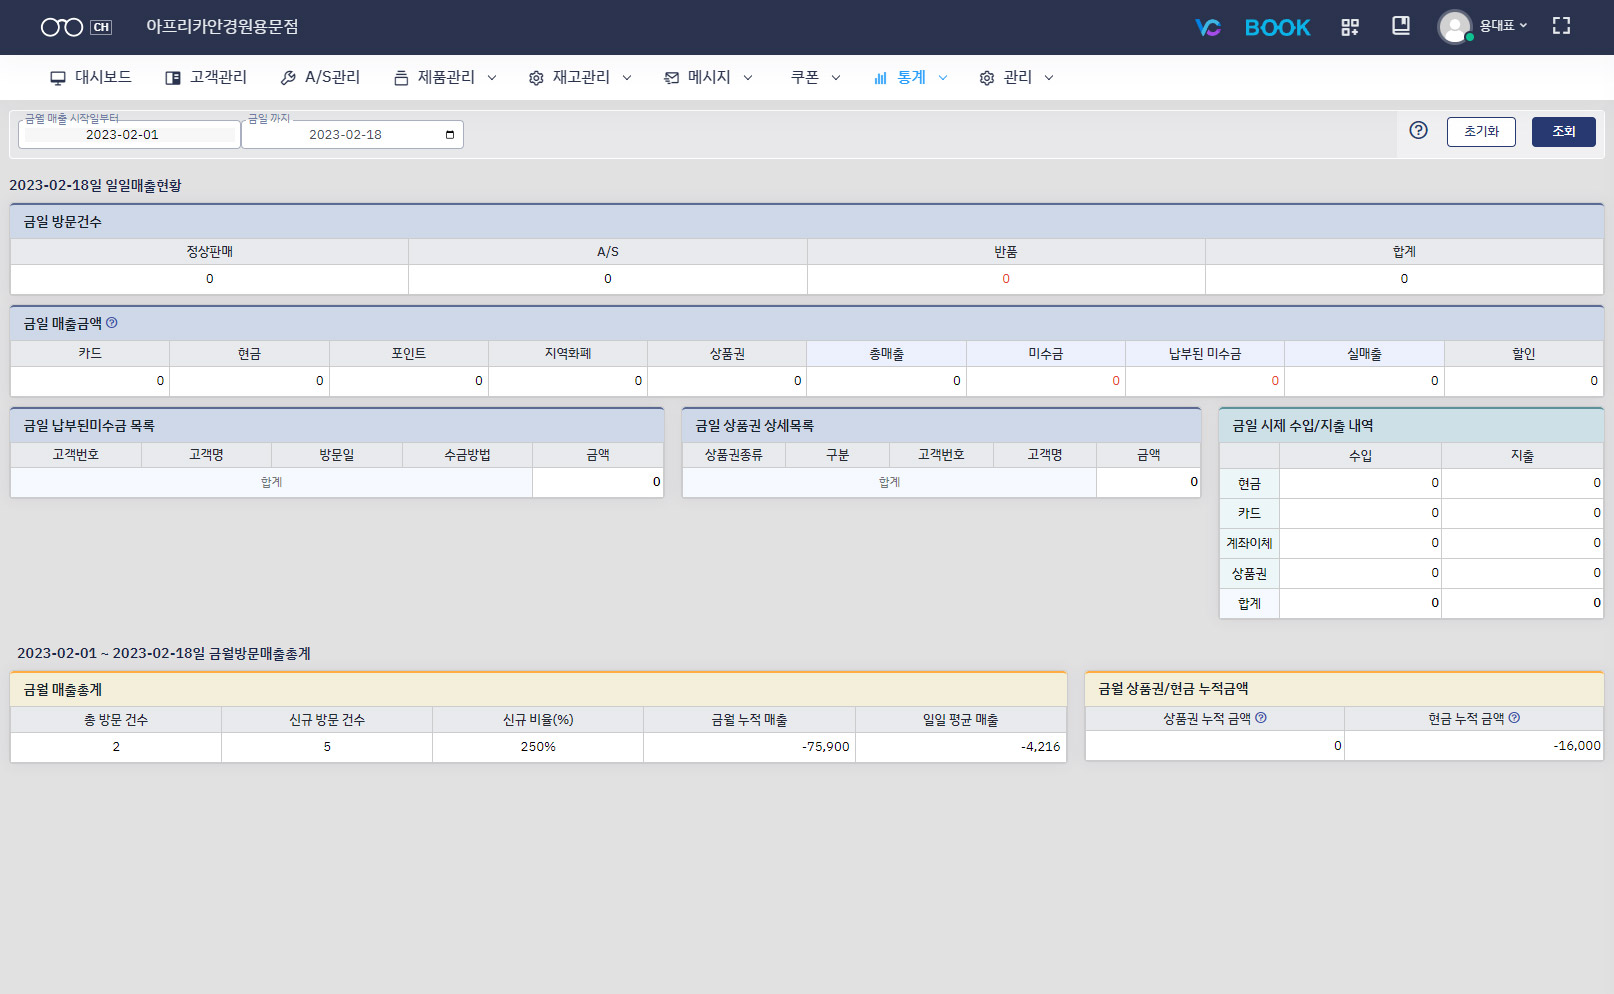 CH 아프리카안경원용문점 VC BOOK 용대표
대시보드 고객관리 A/S관리 제품관리 재고관리 메시지 쿠폰 통계 관리
금월 매출 시작일부터 금일 까지
2023-02-01 2023-02-18 초기화 조회
2023-02-18일 일일매출현황
금일 방문건수
정상판매 A/S 반품 합계
0 0 0 0
금일 매출금액
카드 현금 포인트 지역화폐 상품권 총매출 미수금 납부된 미수금 실매출 할인
0 0 0 0 0 0 0 0 0 0
금일 납부된미수금 목록
고객번호 고객명 방문일 수금방법 금액
합계 0
금일 상품권 상세목록
상품권종류 구분 고객번호 고객명 금액
합계 0
금일 시제 수입/지출 내역
수입 지출
현금 0 0
카드 0 0
계좌이체 0 0
상품권 0 0
합계 0 0
2023-02-01 ~ 2023-02-18일 금월방문매출총계
금월 매출총계
총 방문 건수 신규 방문 건수 신규 비율(%) 금월 누적 매출 일일 평균 매출
2 5 250% -75,900 -4,216
금월 상품권/현금 누적금액
상품권 누적 금액 현금 누적 금액
0 -16,000